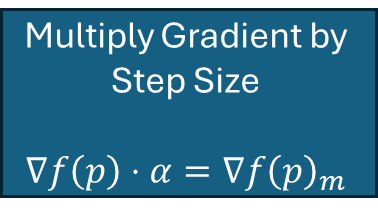 Multiply Gradient by
Step Size
∇f(p) · α = ∇f(p)ₘ